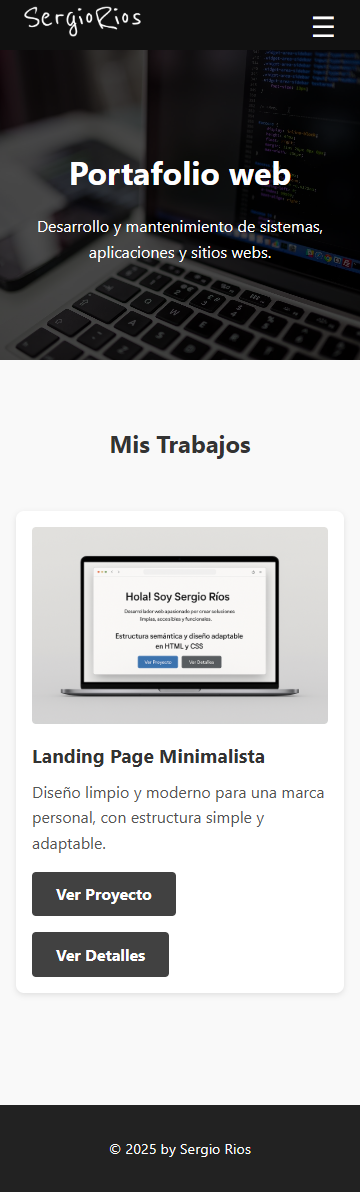 SergioRios
Portafolio web
Desarrollo y mantenimiento de sistemas,
aplicaciones y sitios webs.
Mis Trabajos
Hola! Soy Sergio Ríos
Desarrollador web apasionado por crear soluciones
limplas, accesibles y funcionales.
Estructura semántica y diseño adaptable
en HTML y CSS
Ver Proyecto
Ver Detalles
Landing Page Minimalista
Diseño limpio y moderno para una marca
personal, con estructura simple y
adaptable.
Ver Proyecto
Ver Detalles
© 2025 by Sergio Rios